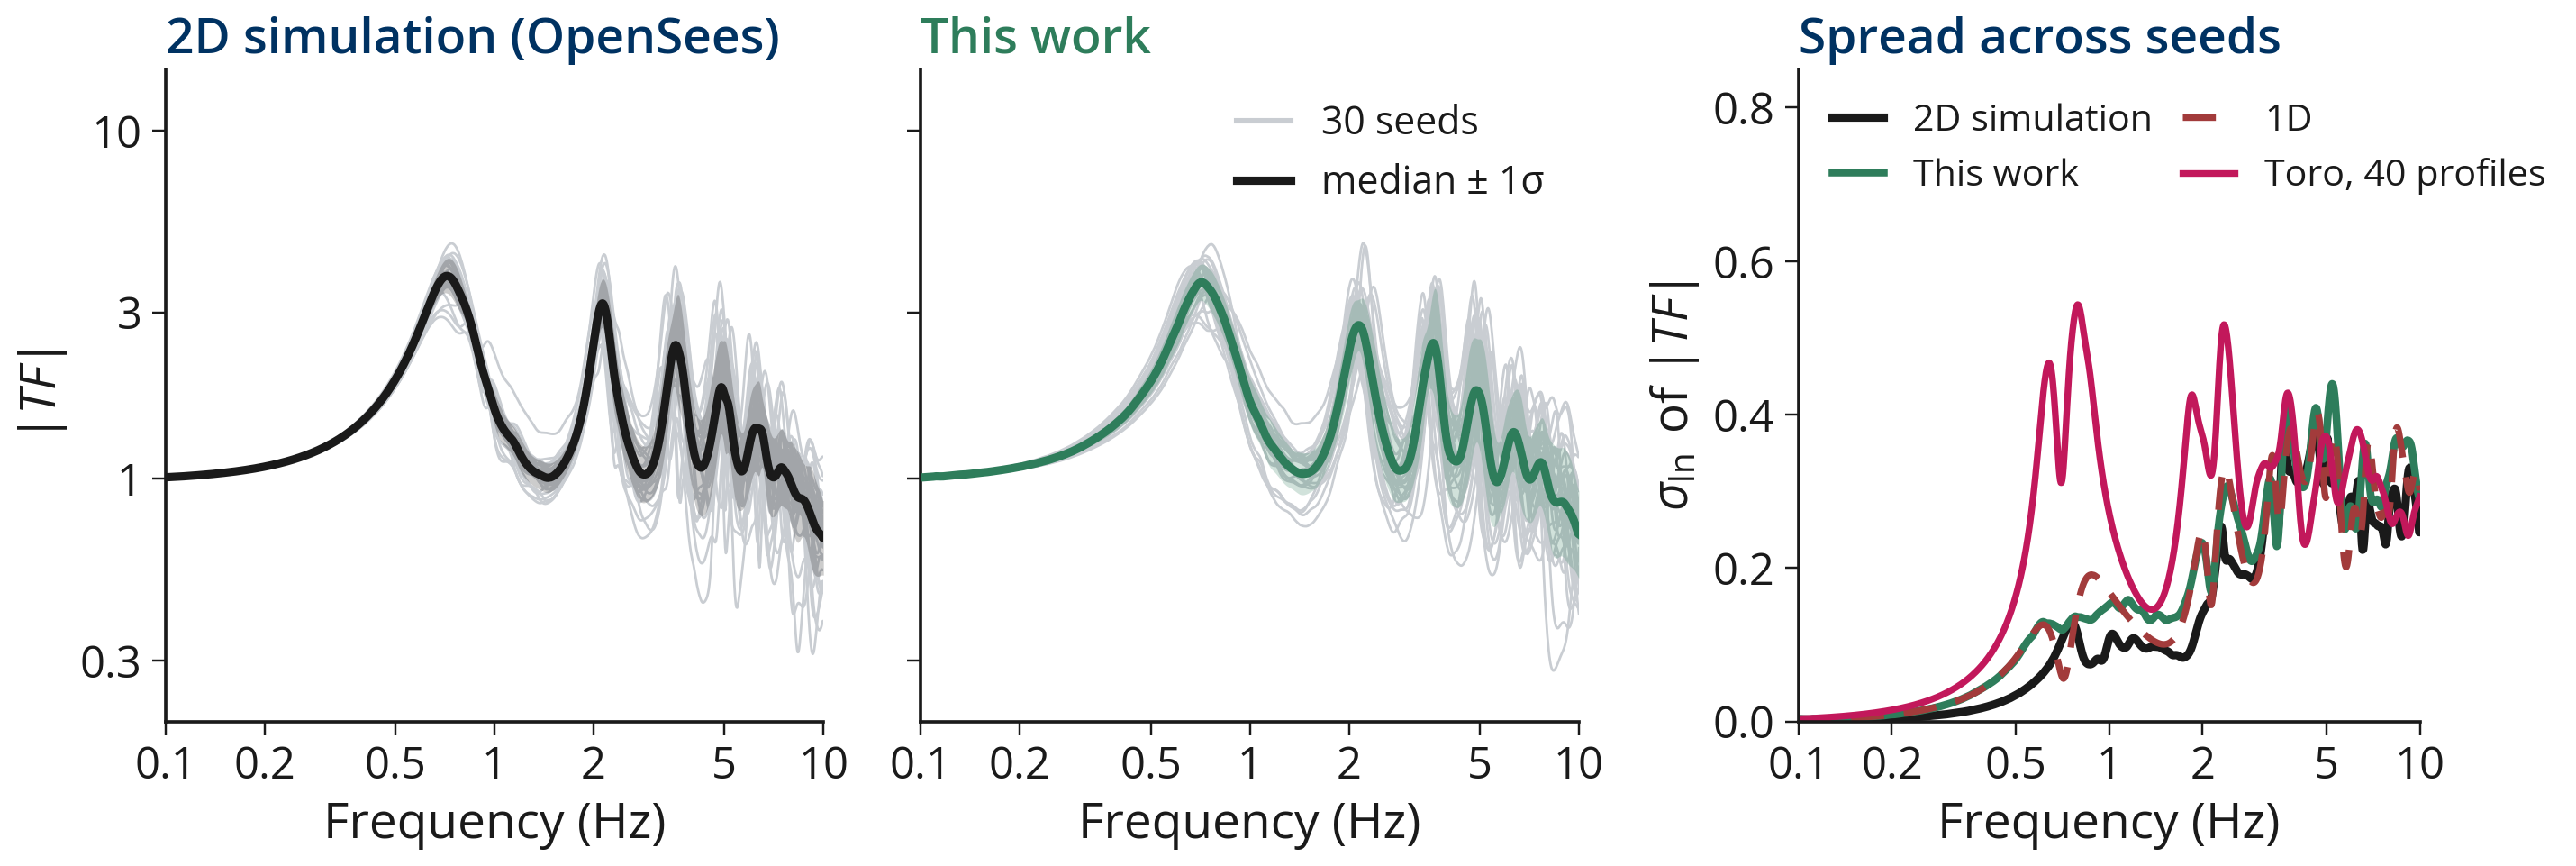 2D simulation (OpenSees)
|TF|
10
3
1
0.3
0.1 0.2 0.5 1 2 5 10
Frequency (Hz)
This work
30 seeds
median ± 1σ
0.1 0.2 0.5 1 2 5 10
Frequency (Hz)
Spread across seeds
σln of |TF|
0.8
0.6
0.4
0.2
0.0
2D simulation
This work
1D
Toro, 40 profiles
0.1 0.2 0.5 1 2 5 10
Frequency (Hz)